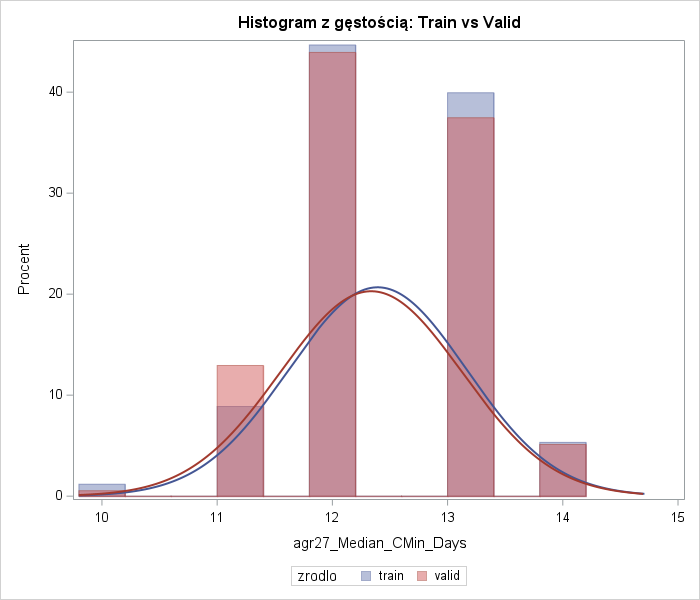 Histogram z gęstością: Train vs Valid
Procent
40
30
20
10
0
10 11 12 13 14 15
agr27_Median_CMin_Days
zrodlo train valid